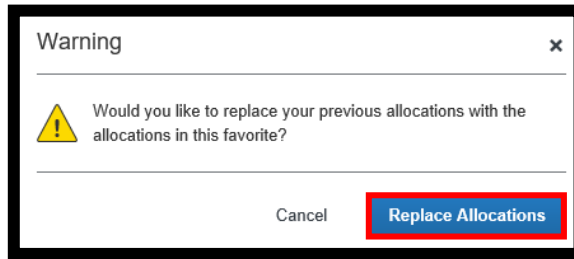 Warning
Would you like to replace your previous allocations with the
allocations in this favorite?
Cancel
Replace Allocations